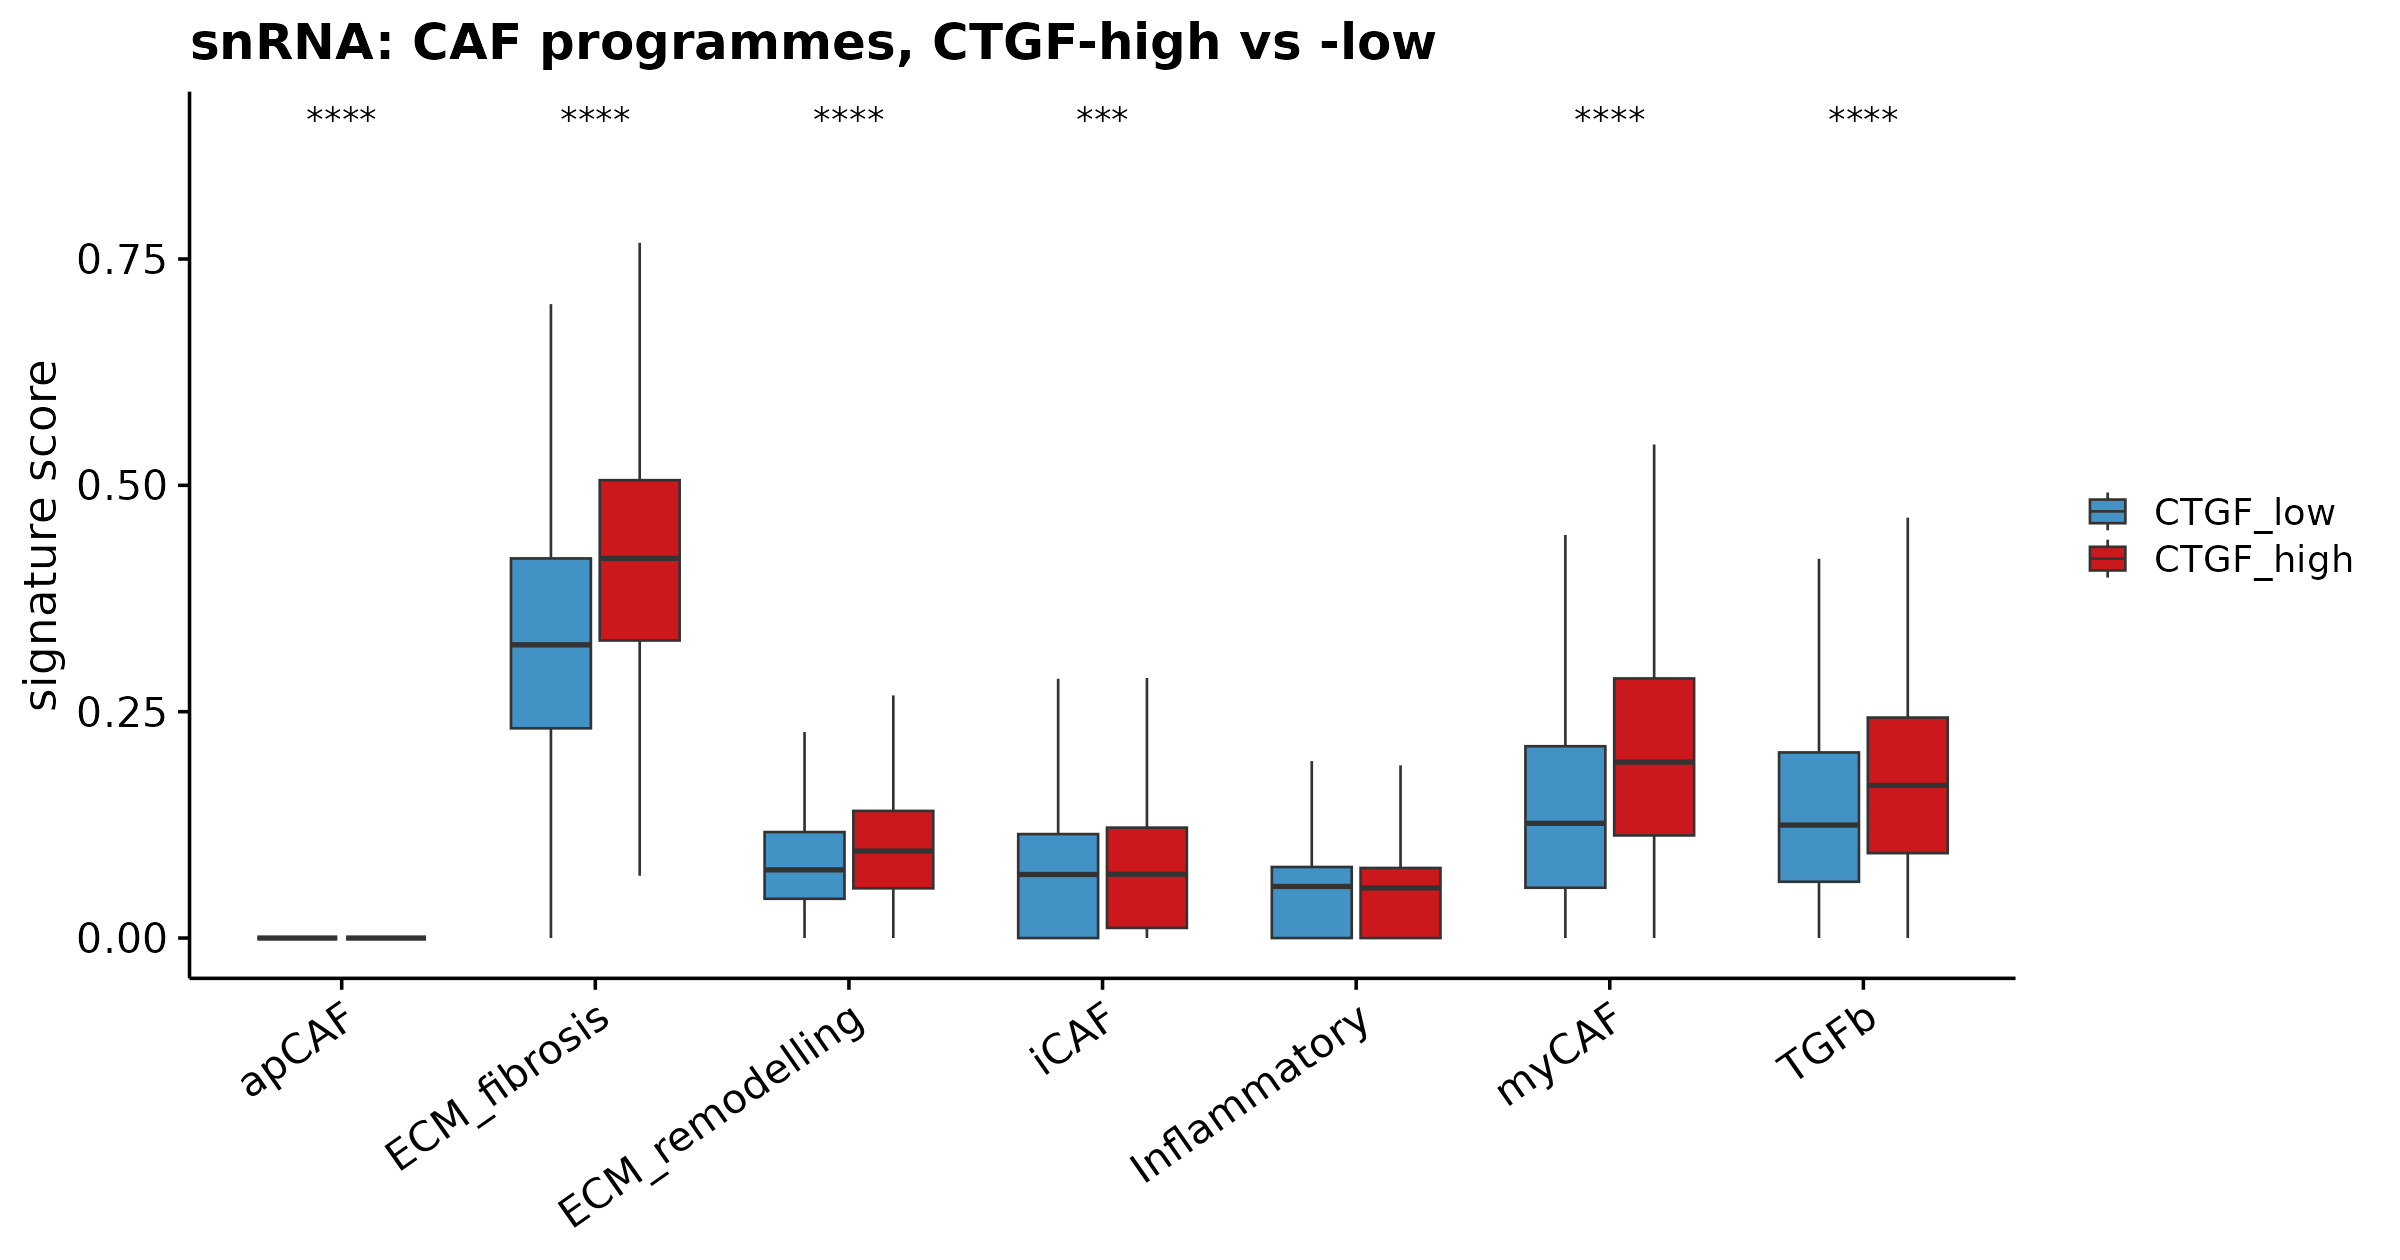 snRNA: CAF programmes, CTGF-high vs -low
**** **** **** *** **** ****
signature score
0.75
0.50
0.25
0.00
CTGF_low
CTGF_high
apCAF ECM_fibrosis ECM_remodelling iCAF Inflammatory myCAF TGFb